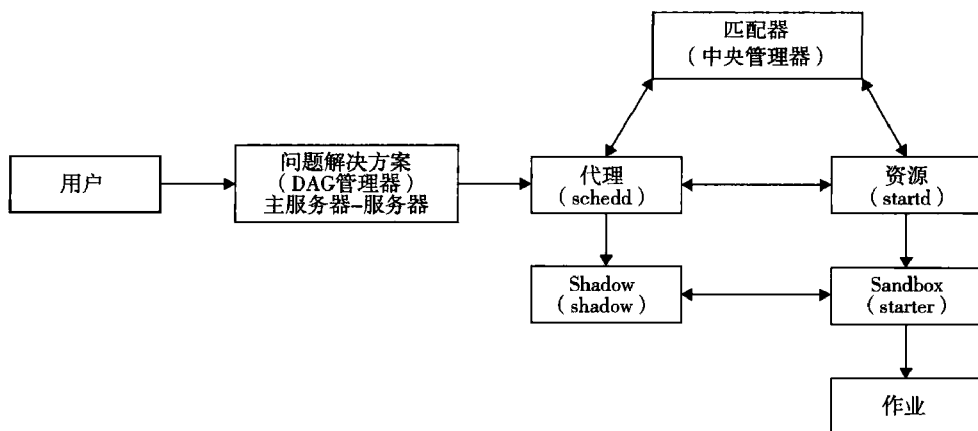 匹配器
（中央管理器）
用户
问题解决方案
（DAG管理器）
主服务器-服务器
代理
（schedd）
资源
（startd）
Shadow
（shadow）
Sandbox
（starter）
作业